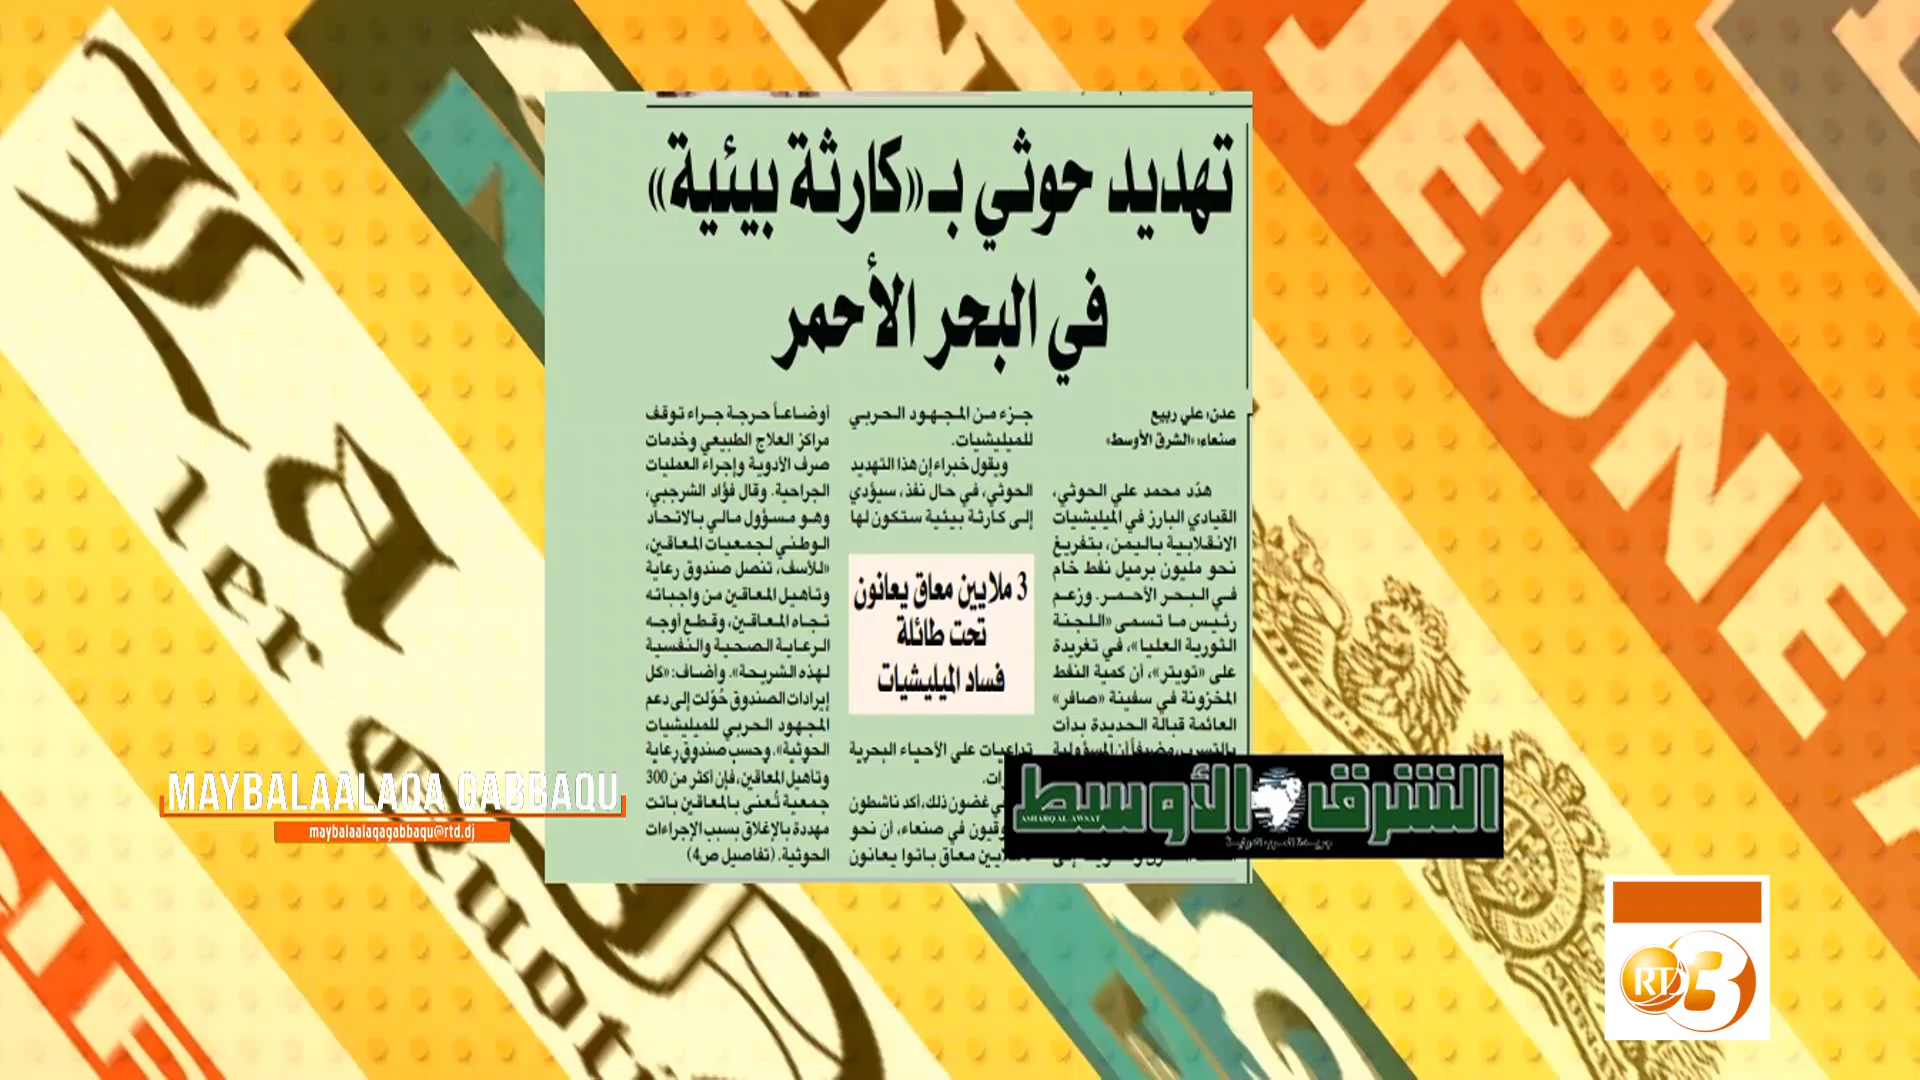 تهديد حوثي بـ«كارثة بيئية»
في البحر الأحمر
عدن: علي ربيع
صنعاء: «الشرق الأوسط»
هدّد محمد علي الحوثي،
القيادي البارز في الميليشيات
الانقلابية باليمن، بتفريغ
نحو مليون برميل نفط خام
في البحر الأحمر. وزعم
رئيس ما تسمى «اللجنة
الثورية العليا»، في تغريدة
على «تويتر»، أن كمية النفط
المخزونة في سفينة «صافر»
العائمة قبالة الحديدة بدأت
بالتسرب، مضيفاً أن المسؤولية
جزء من المجهود الحربي
للميليشيات.
ويقول خبراء إن هذا التهديد
الحوثي، في حال نفذ، سيؤدي
إلى كارثة بيئية ستكون لها
3 ملايين معاق يعانون
تحت طائلة
فساد الميليشيات
تداعيات على الأحياء البحرية
غضون ذلك، أكد ناشطون
في صنعاء، أن نحو
معاق باتوا يعانون
أوضاعاً حرجة جراء توقف
مراكز العلاج الطبيعي وخدمات
صرف الأدوية وإجراء العمليات
الجراحية. وقال فؤاد الشرجبي،
وهو مسؤول مالي بالاتحاد
الوطني لجمعيات المعاقين،
«للأسف، تنصل صندوق رعاية
وتأهيل المعاقين من واجباته
تجاه المعاقين، وقطع أوجه
الرعاية الصحية والنفسية
لهذه الشريحة». وأضاف: «كل
إيرادات الصندوق حُوّلت إلى دعم
المجهود الحربي للميليشيات
الحوثية». وحسب صندوق رعاية
وتأهيل المعاقين، فإن أكثر من 300
جمعية تُعنى بالمعاقين باتت
مهددة بالإغلاق بسبب الإجراءات
الحوثية. (تفاصيل ص4)
الشرق الأوسط
ASHARQ AL-AWSAT
MAYBALAALAQA GABBAQU
maybalaalaqagabbaqu@rtd.dj
JEUNE
RTD 3